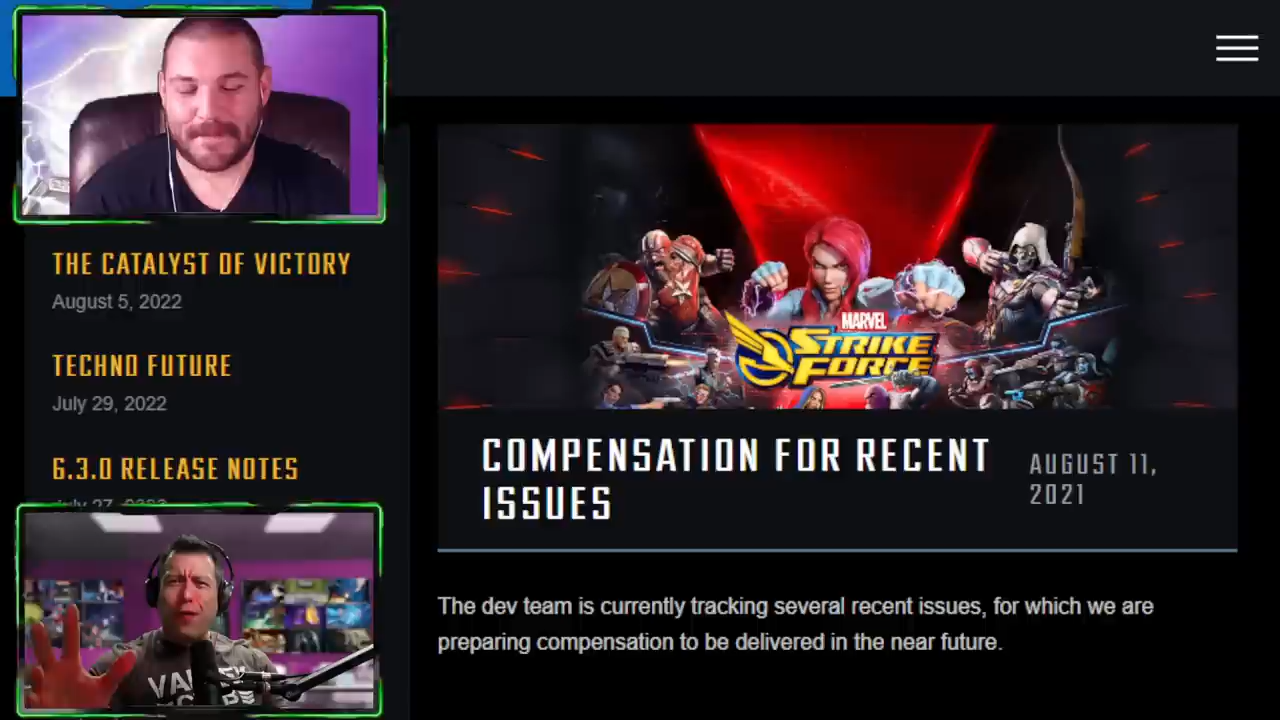 THE CATALYST OF VICTORY
August 5, 2022
TECHNO FUTURE
July 29, 2022
6.3.0 RELEASE NOTES
MARVEL
STRIKE
FORCE
COMPENSATION FOR RECENT
ISSUES
AUGUST 11,
2021
The dev team is currently tracking several recent issues, for which we are
preparing compensation to be delivered in the near future.